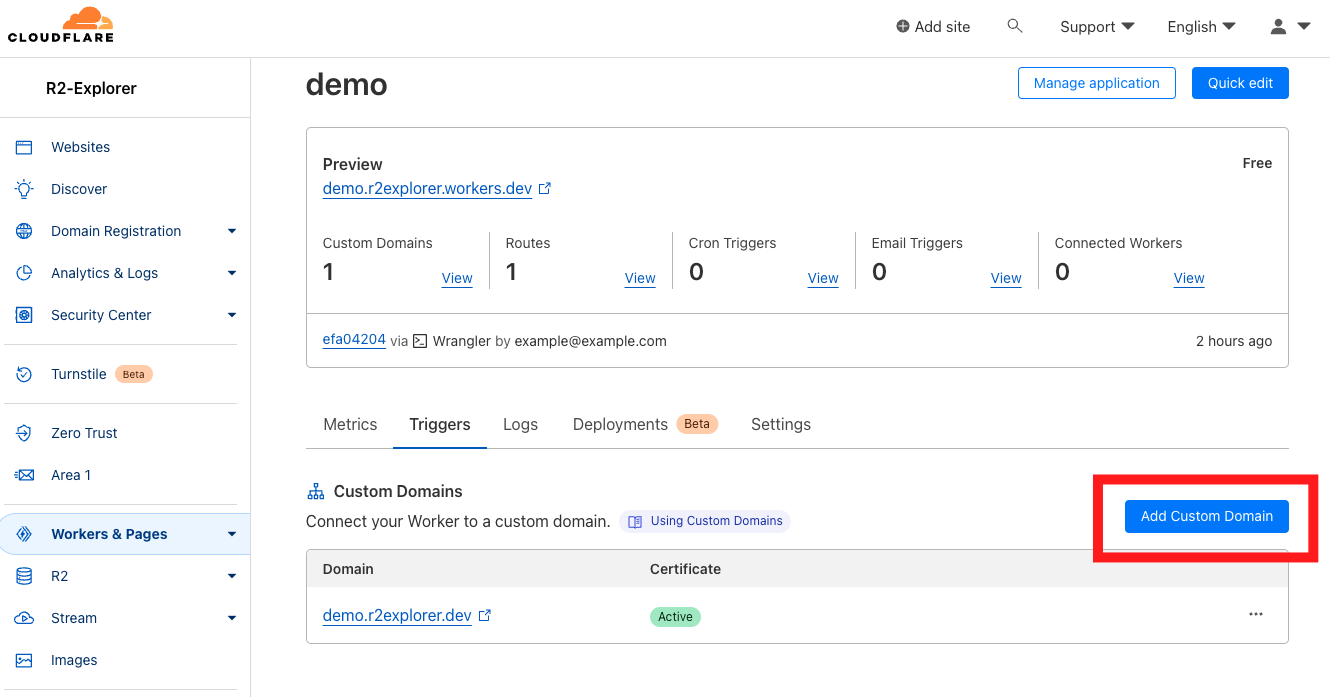 CLOUDFLARE
Add site
Support
English
R2-Explorer
Websites
Discover
Domain Registration
Analytics & Logs
Security Center
Turnstile Beta
Zero Trust
Area 1
Workers & Pages
R2
Stream
Images
demo
Manage application
Quick edit
Preview
Free
demo.r2explorer.workers.dev
Custom Domains
1
View
Routes
1
View
Cron Triggers
0
View
Email Triggers
0
View
Connected Workers
0
View
efa04204 via Wrangler by example@example.com
2 hours ago
Metrics Triggers Logs Deployments Beta Settings
Custom Domains
Connect your Worker to a custom domain. Using Custom Domains
Add Custom Domain
Domain Certificate
demo.r2explorer.dev Active